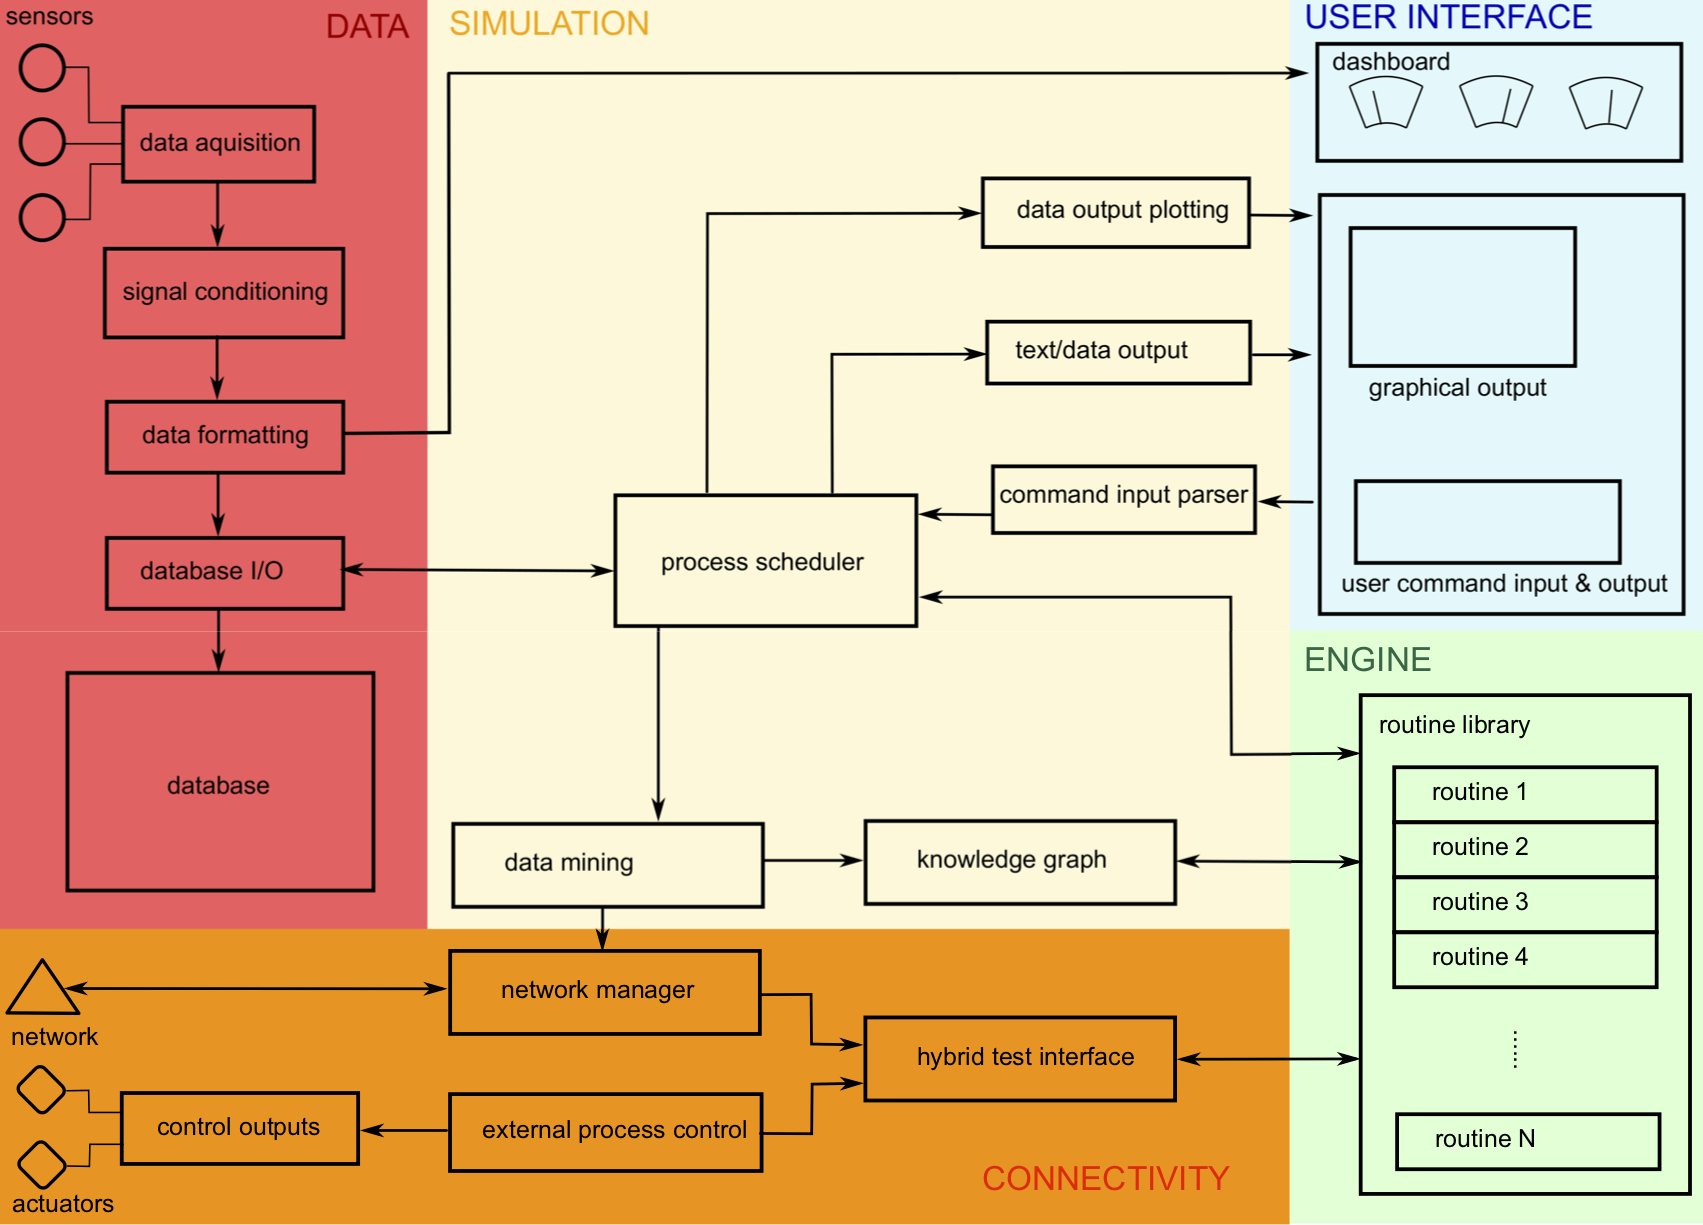 sensors
DATA
data aquisition
signal conditioning
data formatting
database I/O
database
SIMULATION
data output plotting
text/data output
command input parser
process scheduler
data mining
knowledge graph
USER INTERFACE
dashboard
graphical output
user command input & output
ENGINE
routine library
routine 1
routine 2
routine 3
routine 4
routine N
network
network manager
hybrid test interface
control outputs
external process control
actuators
CONNECTIVITY